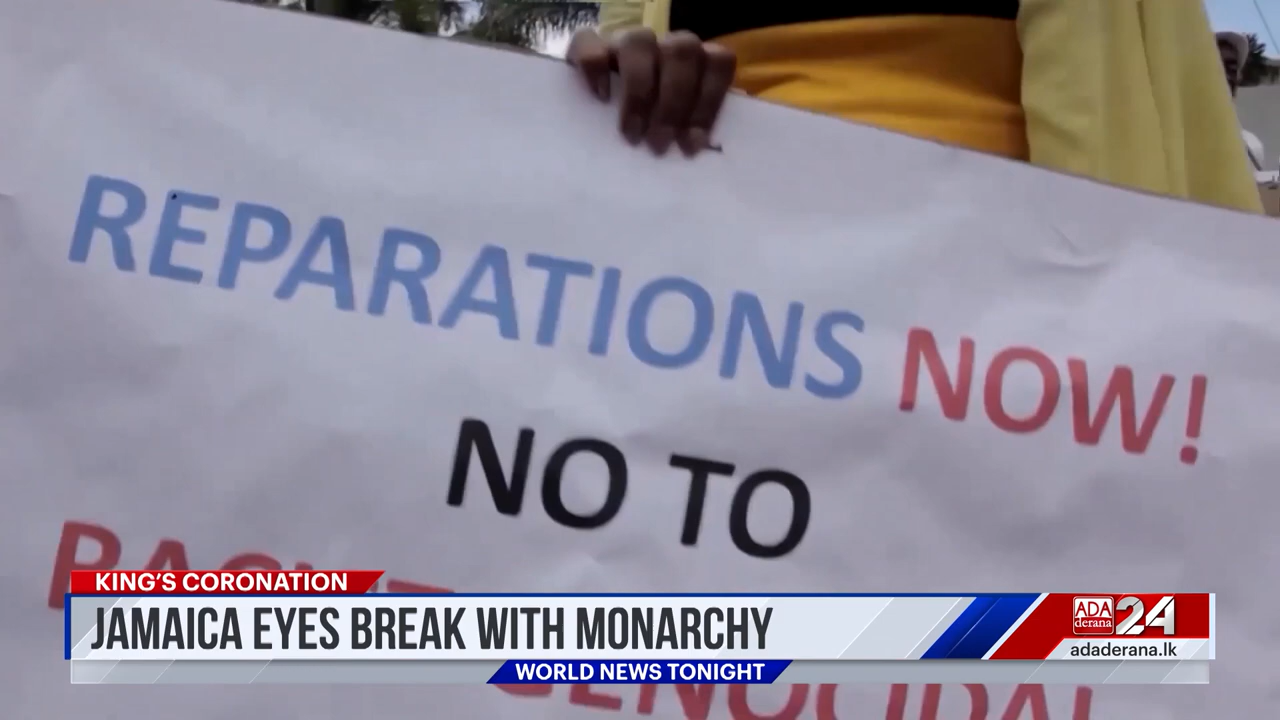 REPARATIONS NOW!
NO TO
KING'S CORONATION
JAMAICA EYES BREAK WITH MONARCHY
ADA
derana
24
adaderana.lk
WORLD NEWS TONIGHT